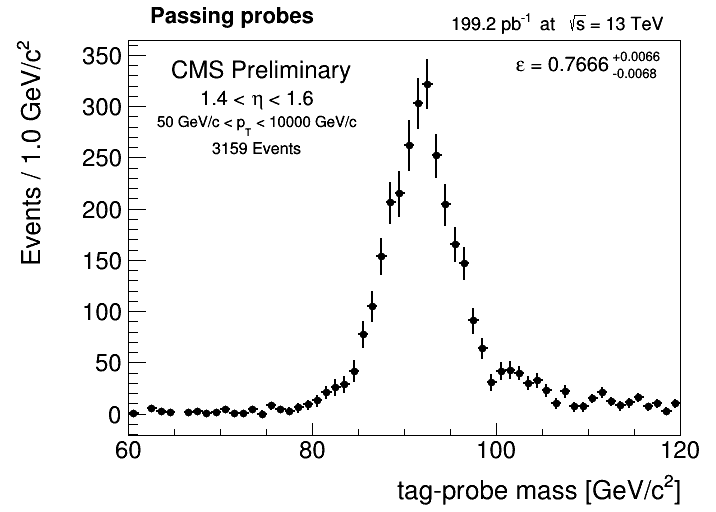 Passing probes
199.2 pb⁻¹ at √s = 13 TeV
CMS Preliminary
1.4 < η < 1.6
50 GeV/c < p_T < 10000 GeV/c
3159 Events
ε = 0.7666 +0.0066 -0.0068
Events / 1.0 GeV/c²
350
300
250
200
150
100
50
0
60 80 100 120
tag-probe mass [GeV/c²]